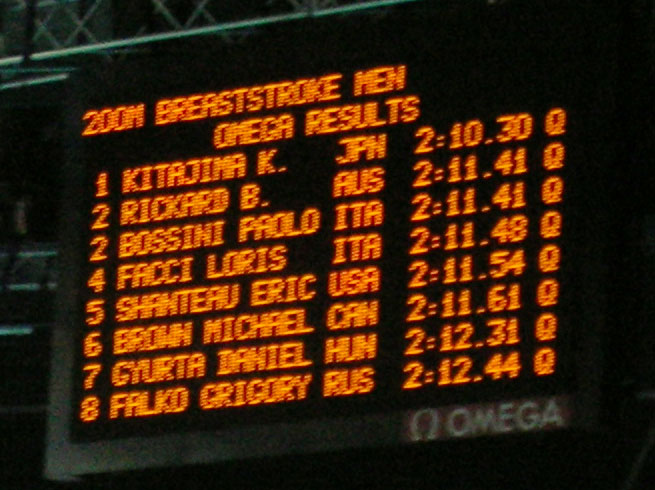 200M BREASTSTROKE MEN
OMEGA RESULTS
1 KITAJIMA K. JPN 2:10.30 Q
2 RICKARD B. AUS 2:11.41 Q
2 BOSSINI PAOLO ITA 2:11.41 Q
4 FACCI LORIS ITA 2:11.48 Q
5 SHANTEAU ERIC USA 2:11.54 Q
6 BROWN MICHAEL CAN 2:11.61 Q
7 GYURTA DANIEL HUN 2:12.31 Q
8 FALKO GRIGORY RUS 2:12.44 Q
Ω OMEGA